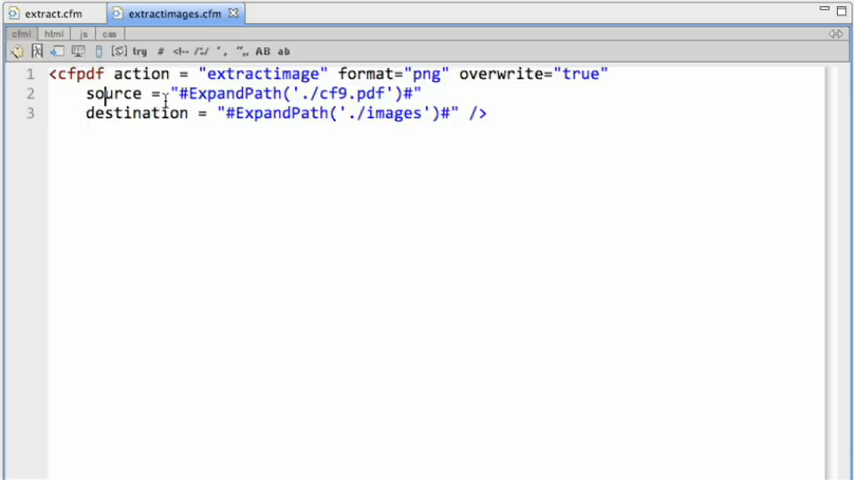 extract.cfm extractimages.cfm
cfml html js css
try # <!-- /:/ ', ", AB ab
1 <cfpdf action = "extractimage" format="png" overwrite="true"
2 source = "#ExpandPath('./cf9.pdf')#"
3 destination = "#ExpandPath('./images')#" />